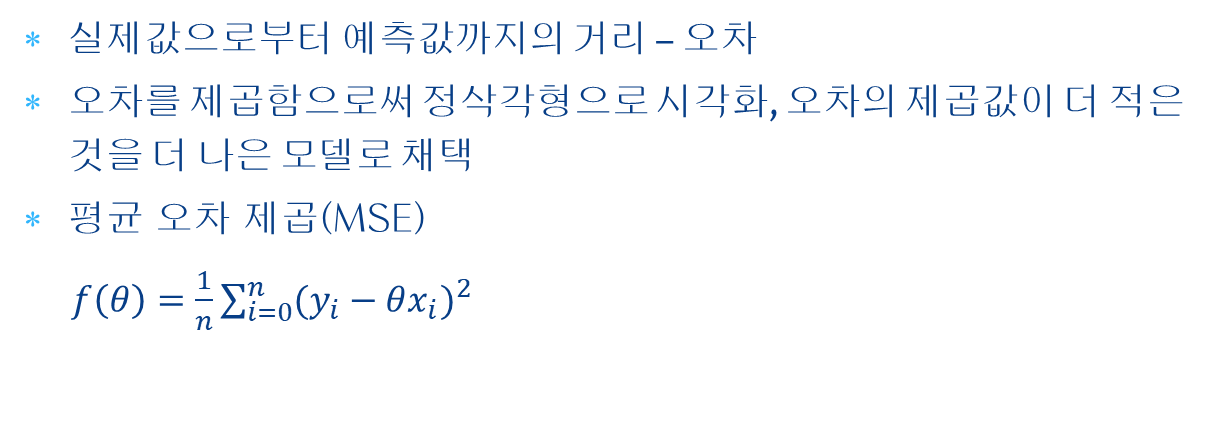 * 실제값으로부터 예측값까지의 거리 – 오차
* 오차를 제곱함으로써 정삭각형으로 시각화, 오차의 제곱값이 더 적은
것을 더 나은 모델로 채택
* 평균 오차 제곱(MSE)
f(θ) = \frac{1}{n} ∑_{i=0}^{n} (y_i − θx_i)^2